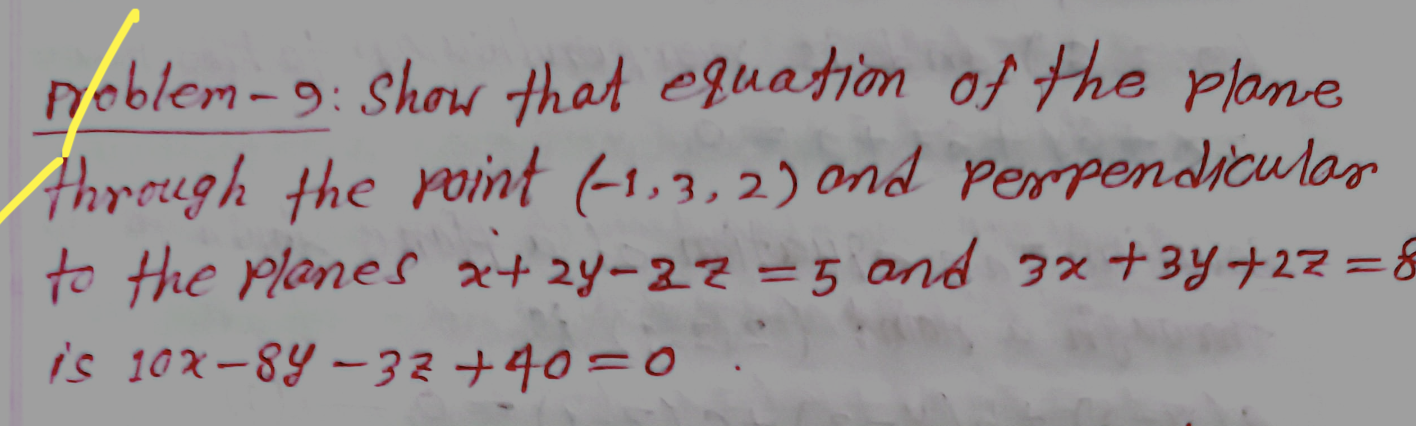 Problem-9: Show that equation of the plane
through the point (-1, 3, 2) and perpendicular
to the planes x+2y-2z=5 and 3x+3y+2z=8
is 10x-8y-3z+40=0.